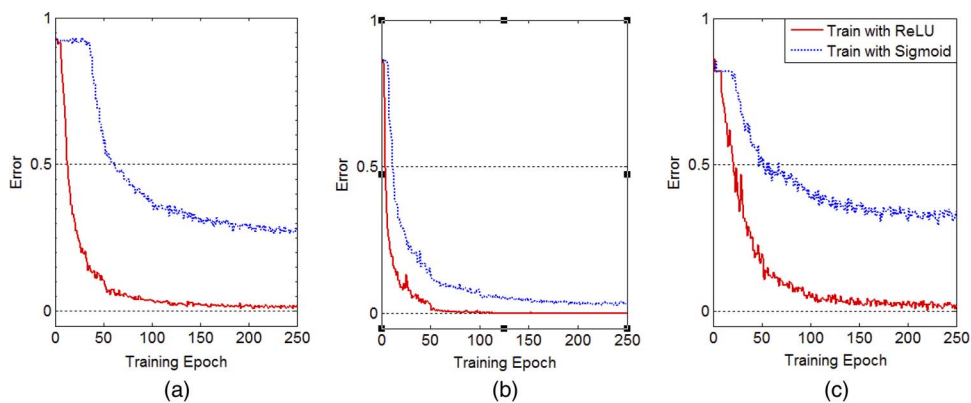 1
0.5
0
Error
0 50 100 150 200 250
Training Epoch
(a)
1
0.5
0
Error
0 50 100 150 200 250
Training Epoch
(b)
1
0.5
0
Error
Train with ReLU
Train with Sigmoid
0 50 100 150 200 250
Training Epoch
(c)